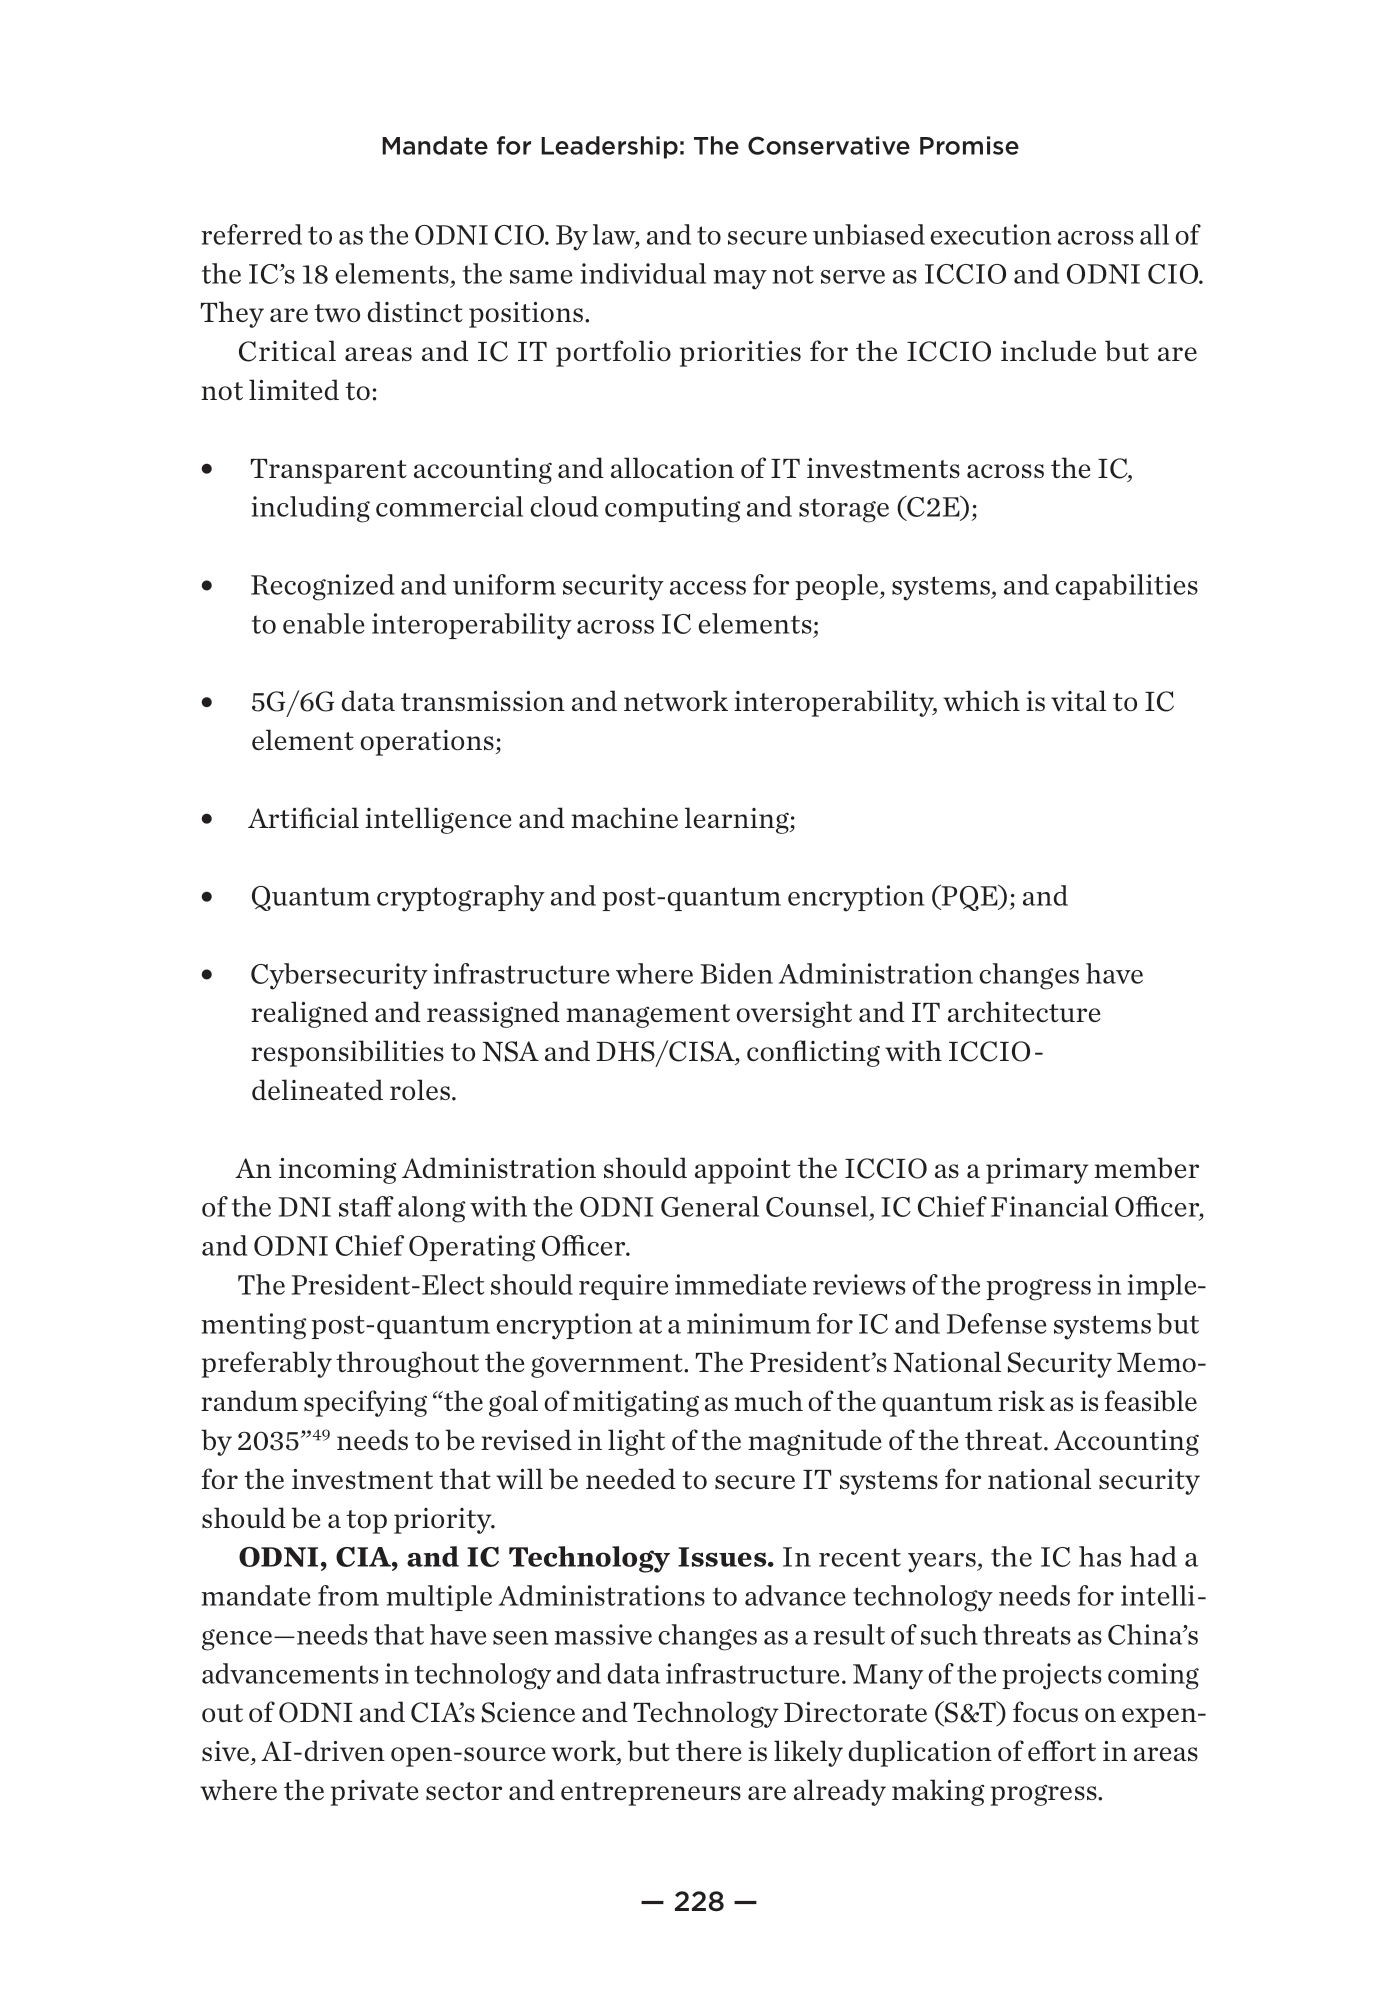 Mandate for Leadership: The Conservative Promise
referred to as the ODNI CIO. By law, and to secure unbiased execution across all of
the IC’s 18 elements, the same individual may not serve as ICCIO and ODNI CIO.
They are two distinct positions.
Critical areas and IC IT portfolio priorities for the ICCIO include but are
not limited to:
• Transparent accounting and allocation of IT investments across the IC,
including commercial cloud computing and storage (C2E);
• Recognized and uniform security access for people, systems, and capabilities
to enable interoperability across IC elements;
• 5G/6G data transmission and network interoperability, which is vital to IC
element operations;
• Artificial intelligence and machine learning;
• Quantum cryptography and post-quantum encryption (PQE); and
• Cybersecurity infrastructure where Biden Administration changes have
realigned and reassigned management oversight and IT architecture
responsibilities to NSA and DHS/CISA, conflicting with ICCIO-
delineated roles.
An incoming Administration should appoint the ICCIO as a primary member
of the DNI staff along with the ODNI General Counsel, IC Chief Financial Officer,
and ODNI Chief Operating Officer.
The President-Elect should require immediate reviews of the progress in imple-
menting post-quantum encryption at a minimum for IC and Defense systems but
preferably throughout the government. The President’s National Security Memo-
randum specifying “the goal of mitigating as much of the quantum risk as is feasible
by 2035”49 needs to be revised in light of the magnitude of the threat. Accounting
for the investment that will be needed to secure IT systems for national security
should be a top priority.
ODNI, CIA, and IC Technology Issues. In recent years, the IC has had a
mandate from multiple Administrations to advance technology needs for intelli-
gence—needs that have seen massive changes as a result of such threats as China’s
advancements in technology and data infrastructure. Many of the projects coming
out of ODNI and CIA’s Science and Technology Directorate (S&T) focus on expen-
sive, AI-driven open-source work, but there is likely duplication of effort in areas
where the private sector and entrepreneurs are already making progress.
— 228 —